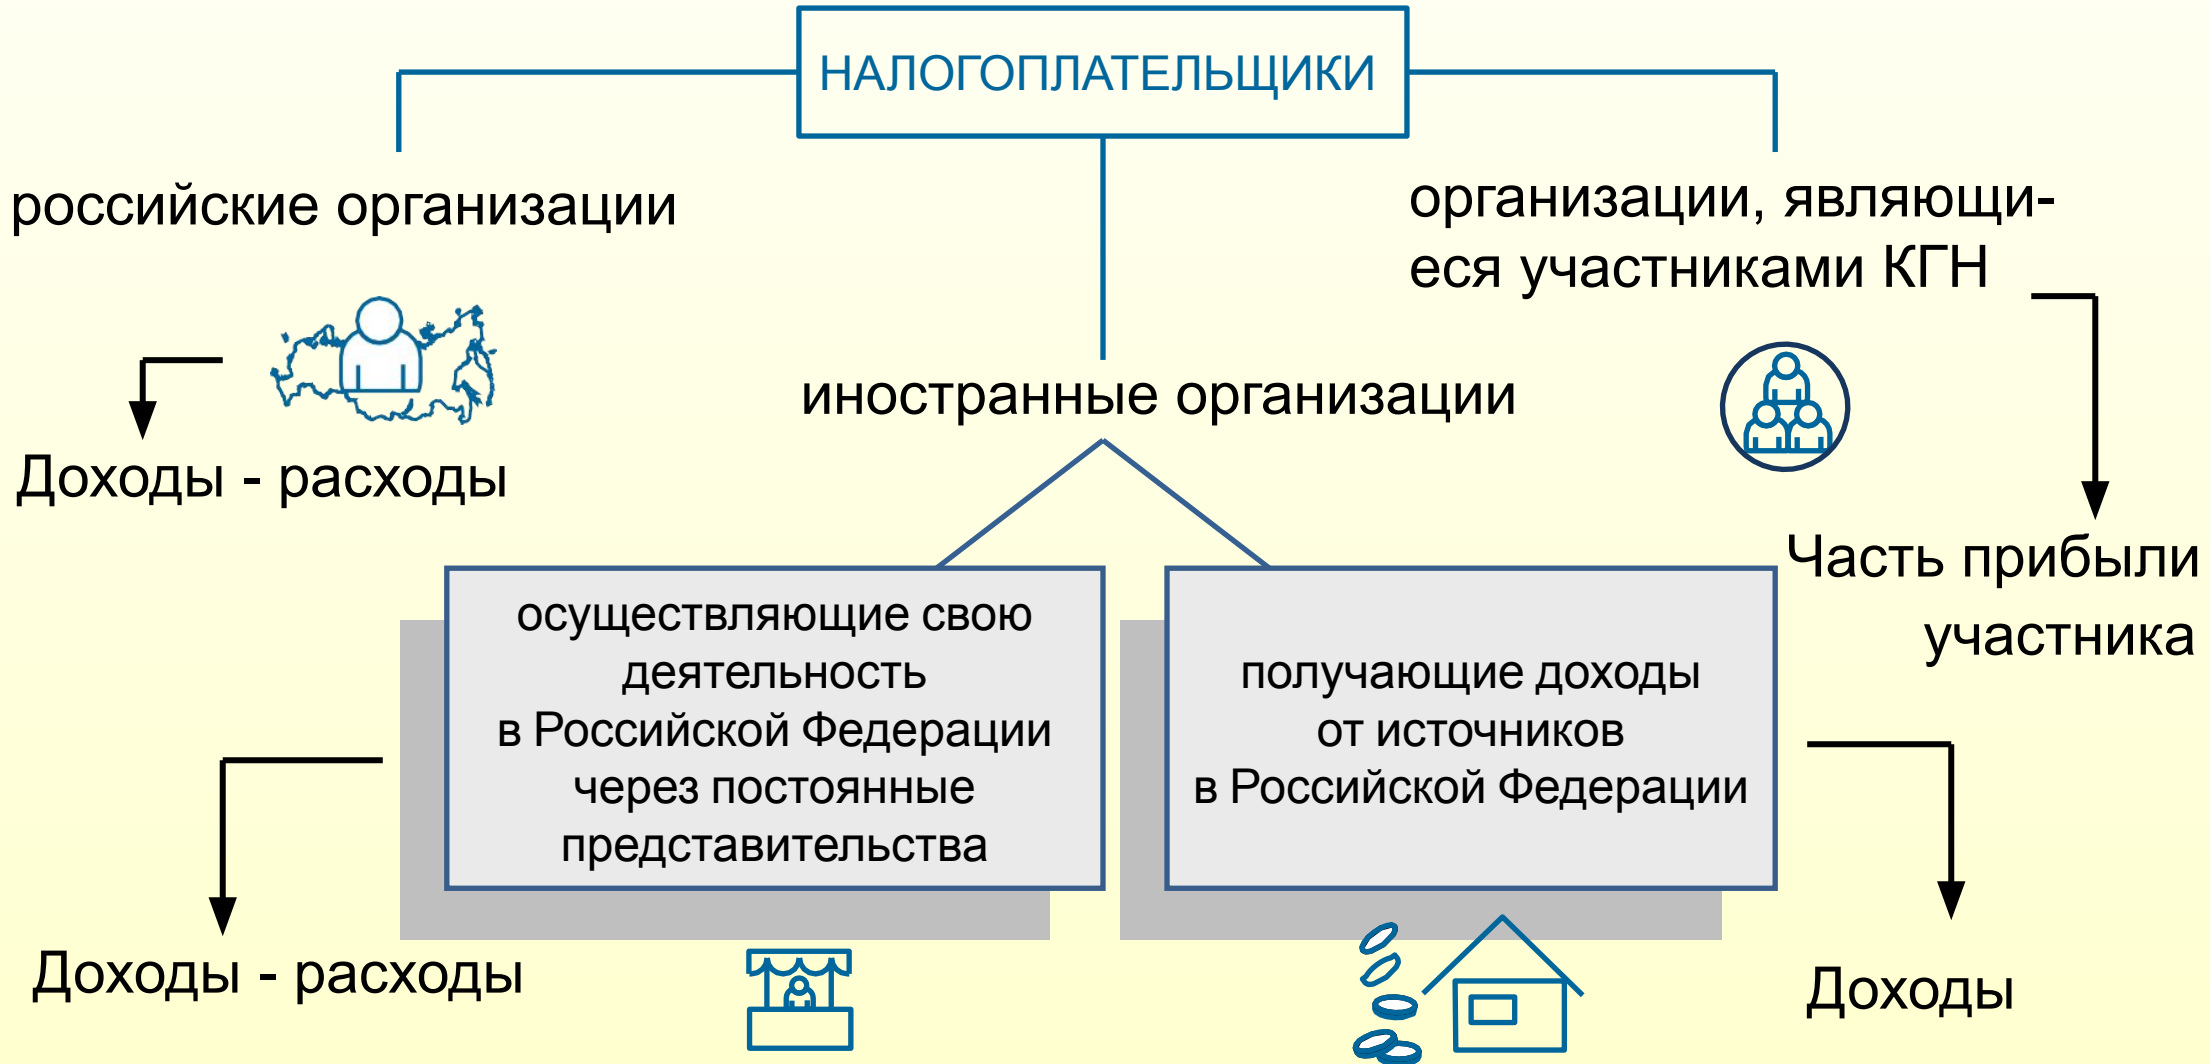 НАЛОГОПЛАТЕЛЬЩИКИ
российские организации
организации, являющи-
еся участниками КГН
иностранные организации
Доходы - расходы
Часть прибыли
участника
осуществляющие свою
деятельность
в Российской Федерации
через постоянные
представительства
получающие доходы
от источников
в Российской Федерации
Доходы - расходы
Доходы